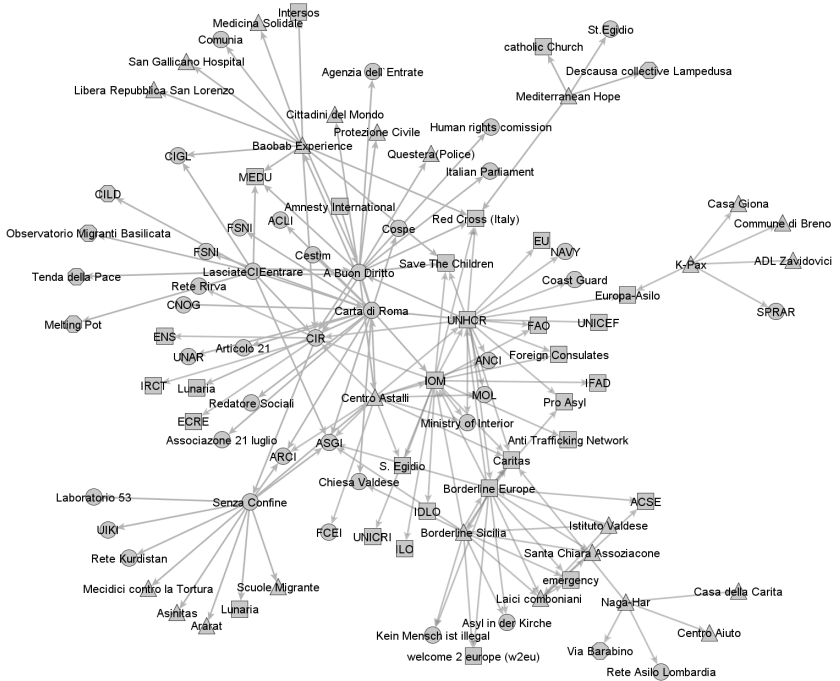 Intersos
Medicina Solidale
Comunia
St.Egidio
catholic Church
San Gallicano Hospital
Agenzia dell`Entrate
Descausa collective Lampedusa
Libera Repubblica San Lorenzo
Mediterranean Hope
Cittadini del Mondo
Protezione Civile
Human rights comission
Baobab Experience
CIGL
Questera(Police)
MEDU
Italian Parliament
CILD
Amnesty International
Casa Giona
FSNI
ACLI
Cospe
Red Cross (Italy)
Commune di Breno
Observatorio Migranti Basilicata
EU
NAVY
FSNI
Cestim
Save The Children
K-Pax
ADL Zavidovici
Tenda della Pace
LasciateCIEentrare
A Buon Diritto
Coast Guard
Rete Rirva
Europa-Asilo
CNOG
Carta di Roma
SPRAR
Melting Pot
UNHCR
FAO
UNICEF
ENS
CIR
UNAR
Articolo 21
ANCI
Foreign Consulates
IRCT
Lunaria
IOM
IFAD
Redatore Sociali
Centro Astalli
MOL
Pro Asyl
ECRE
Ministry of Interior
Associazone 21 luglio
ASGI
Anti Trafficking Network
ARCI
S. Egidio
Caritas
Chiesa Valdese
Borderline Europe
Laboratorio 53
Senza Confine
ACSE
IDLO
UIKI
FCEI
UNICRI
Borderline Sicilia
Istituto Valdese
ILO
Rete Kurdistan
Santa Chiara Assoziacone
emergency
Mecidici contro la Tortura
Scuole Migrante
Laici comboniani
Casa della Carita
Asinitas
Lunaria
Naga-Har
Ararat
Asyl in der Kirche
Kein Mensch ist illegal
Centro Aiuto
welcome 2 europe (w2eu)
Via Barabino
Rete Asilo Lombardia